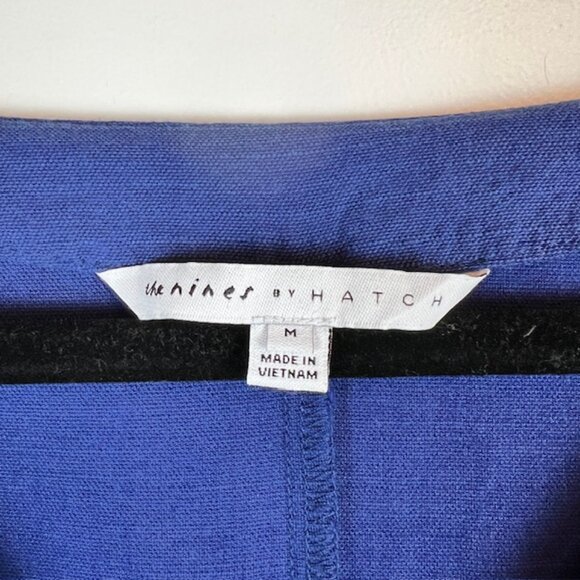 the nines BY HATCH
M
MADE IN
VIETNAM